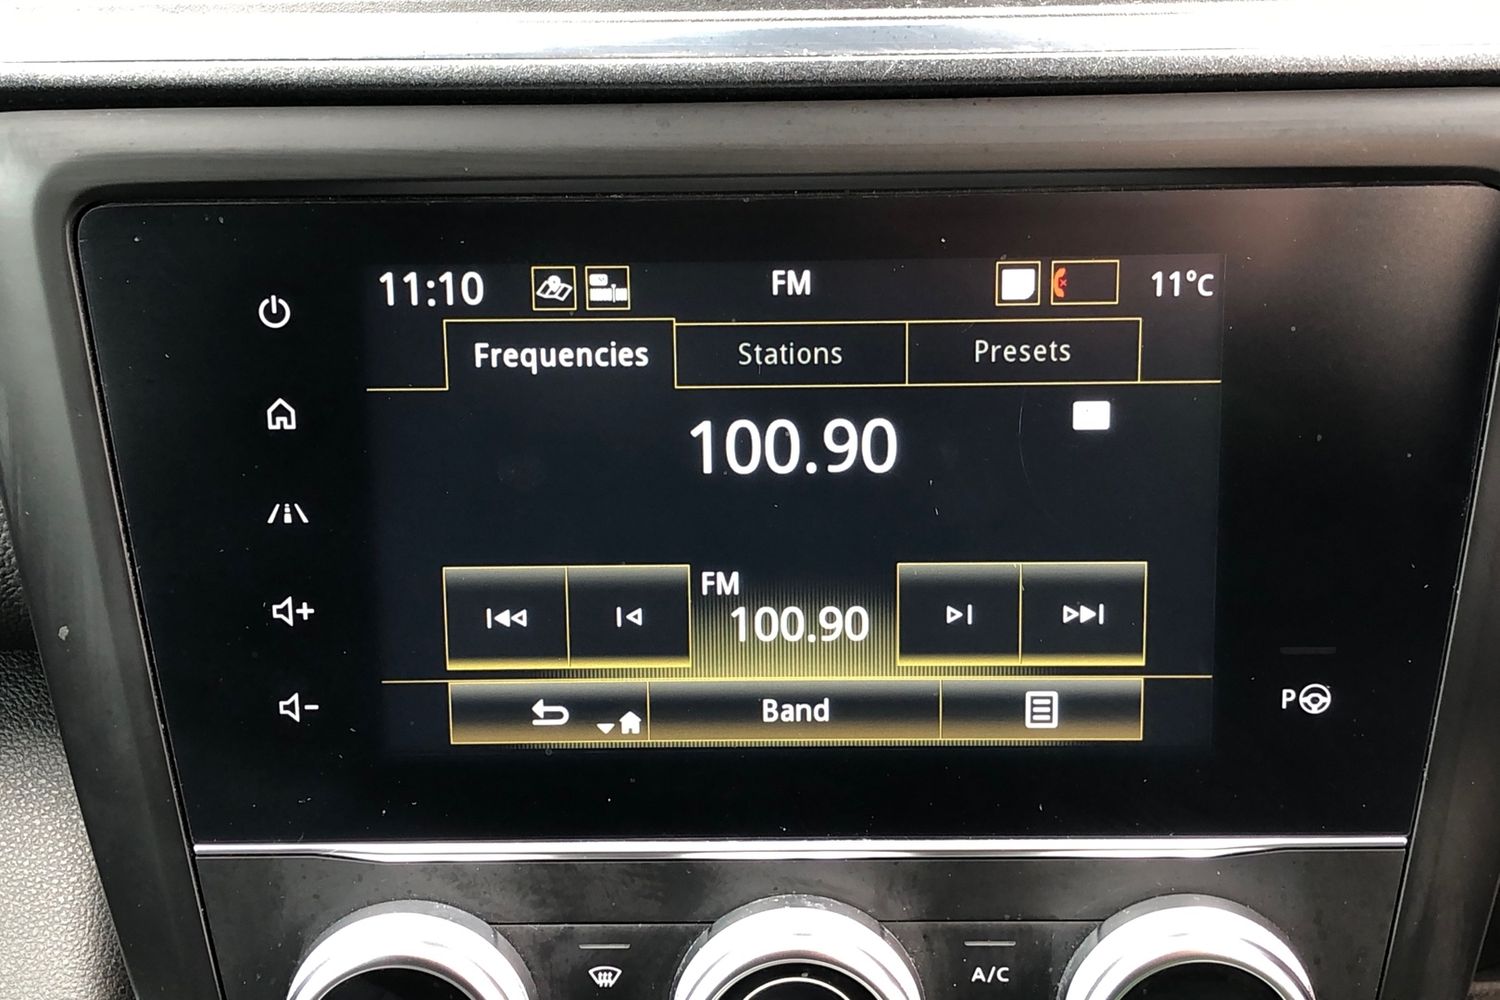 11:10 FM 11°C
Frequencies Stations Presets
100.90
FM
100.90
Band
P
A/C